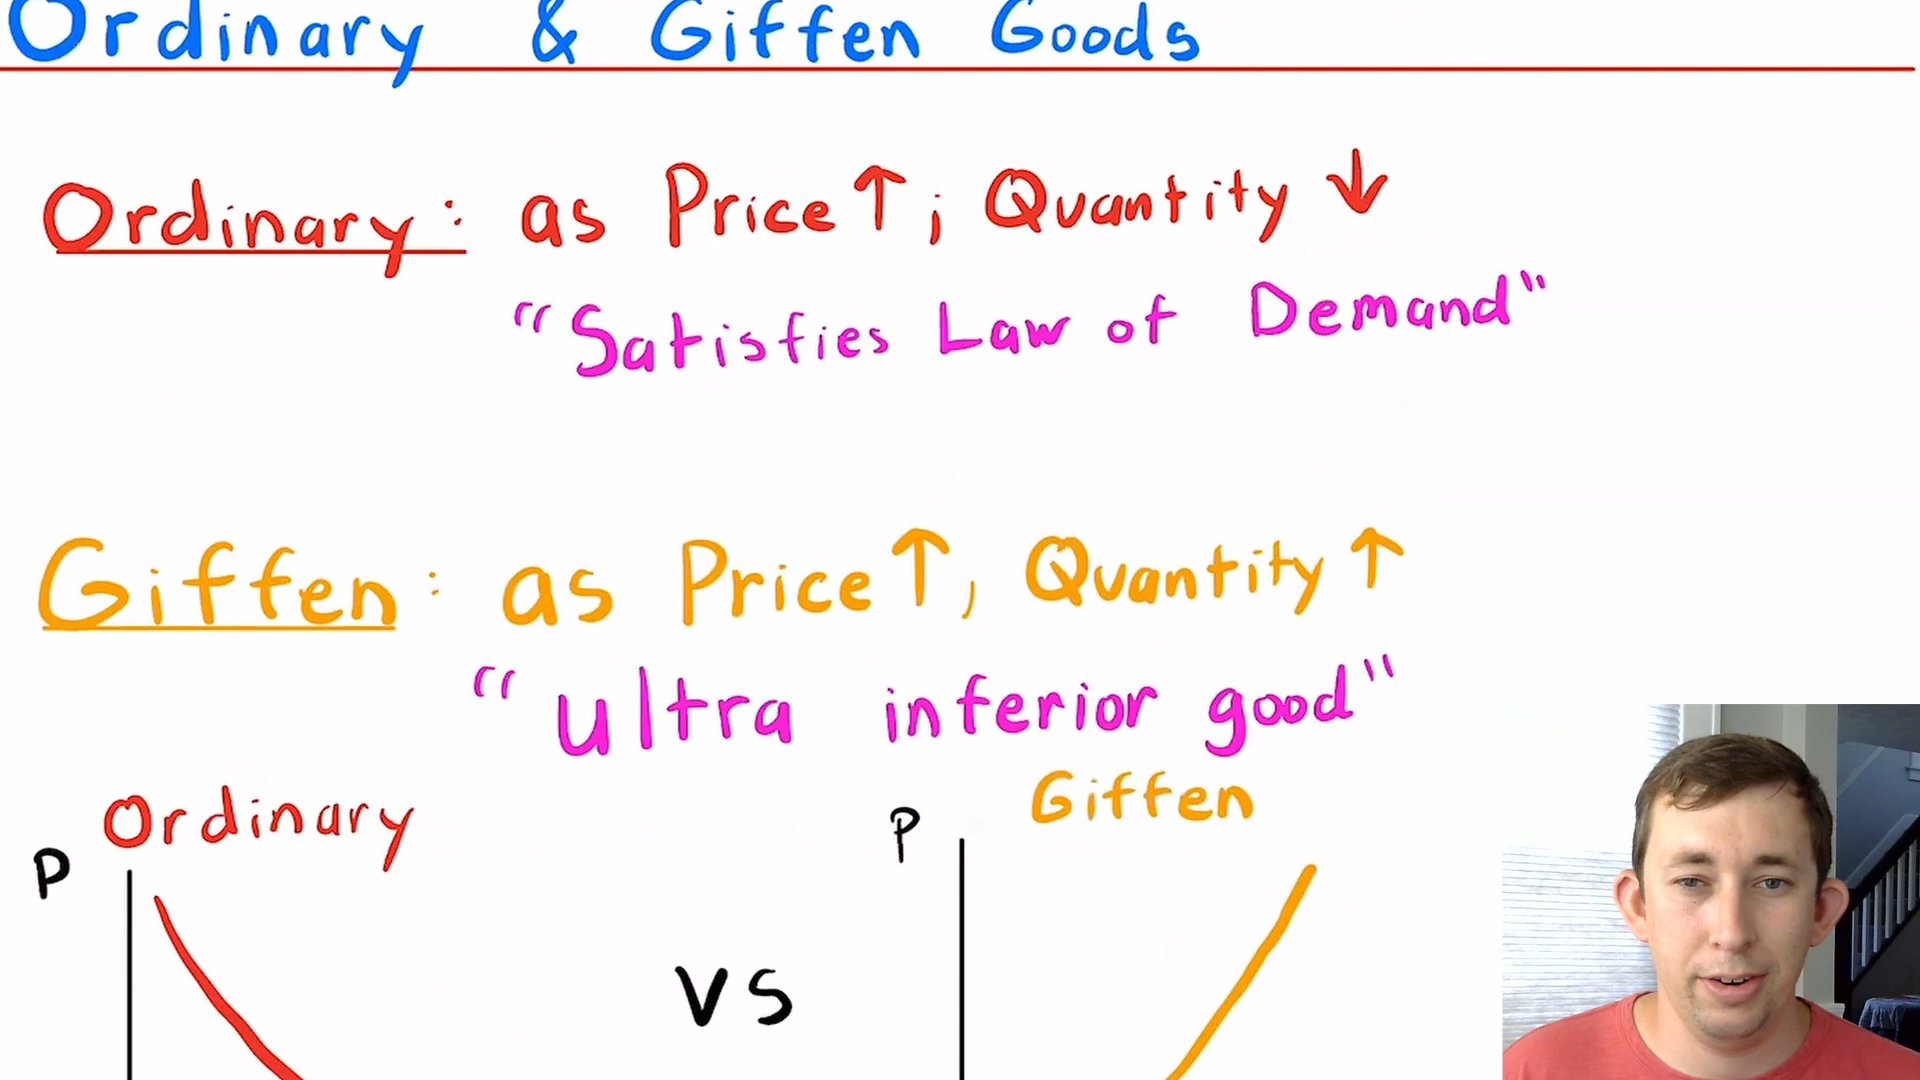 Ordinary & Giffen Goods
Ordinary: as Price ↑; Quantity ↓
"Satisfies Law of Demand"
Giffen: as Price ↑, Quantity ↑
"ultra inferior good"
Ordinary
Giffen
P
P
VS